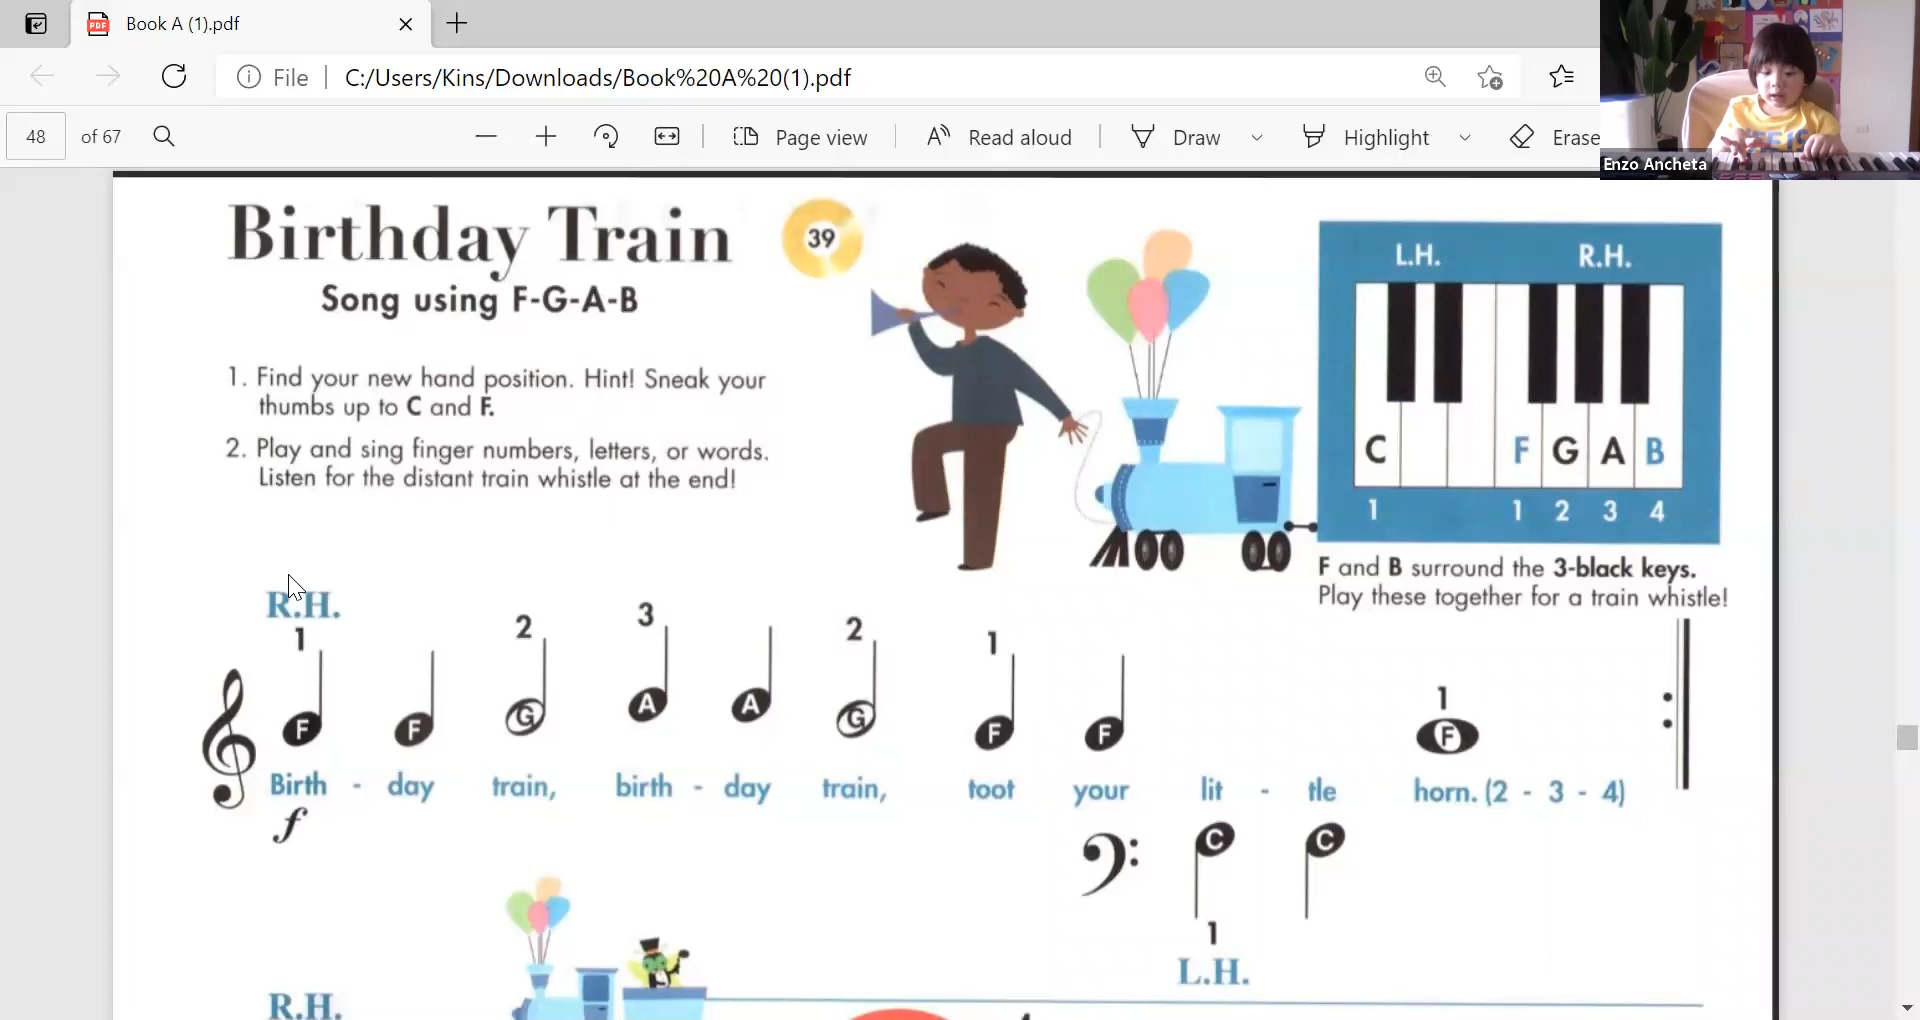 Book A (1).pdf
File | C:/Users/Kins/Downloads/Book%20A%20(1).pdf
48 of 67
Page view
Read aloud
Draw
Highlight
Erase
Enzo Ancheta
Birthday Train
39
Song using F-G-A-B
1. Find your new hand position. Hint! Sneak your
thumbs up to C and F.
2. Play and sing finger numbers, letters, or words.
Listen for the distant train whistle at the end!
L.H. R.H.
C F G A B
1 1 2 3 4
F and B surround the 3-black keys.
Play these together for a train whistle!
R.H.
1 2 3 2 1 1
F F G A A G F F F
Birth - day train, birth - day train, toot your lit - tle horn. (2 - 3 - 4)
f
C C
1
L.H.
R.H.